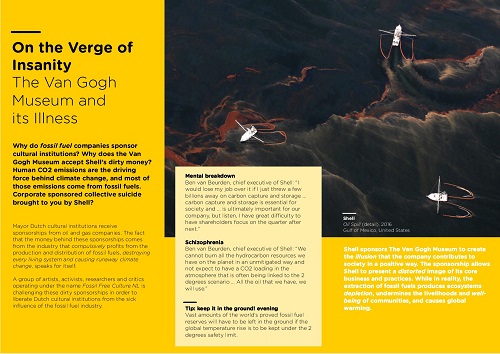 On the Verge of
Insanity
The Van Gogh
Museum and
its Illness
Why do fossil fuel companies sponsor
cultural institutions? Why does the Van
Gogh Museum accept Shell's dirty money?
Human CO2 emissions are the driving
force behind climate change, and most of
those emissions come from fossil fuels.
Corporate sponsored collective suicide
brought to you by Shell?
Major Dutch cultural institutions receive
sponsorships from oil and gas companies. The fact
that the money behind these sponsorships comes
from the industry that compulsively profits from the
production and distribution of fossil fuels, destroying
every living system and causing runaway climate
change, speaks for itself.
A group of artists, activists, researchers and critics
operating under the name Fossil Free Culture NL is
challenging these dirty sponsorships in order to
liberate Dutch cultural institutions from the sick
influence of the fossil fuel industry.
Mental breakdown
Ben van Beurden, chief executive of Shell: "I
would lose my job over it if I just threw a few
billions away on carbon capture and storage ...
carbon capture and storage is essential for
society and ... is ultimately important for our
company, but listen, I have great difficulty to
have shareholders focus on the quarter after
next."
Schizophrenia
Ben van Beurden, chief executive of Shell: "We
cannot burn all the hydrocarbon resources we
have on the planet in an unmitigated way and
not expect to have a CO2 loading in the
atmosphere that is often being linked to the 2
degrees scenario ... All the oil that we have, we
will use."
Tip: keep it in the ground! evening
Vast amounts of the world's proved fossil fuel
reserves will have to be left in the ground if the
global temperature rise is to be kept under the 2
degrees safety limit.
Shell
Oil Spill (detail), 2016
Gulf of Mexico, United States
Shell sponsors The Van Gogh Museum to create
the illusion that the company contributes to
society in a positive way. The sponsorship allows
Shell to present a distorted image of its core
business and practices. While in reality, the
extraction of fossil fuels produces ecosystems
depletion, undermines the livelihoods and well-
being of communities, and causes global
warming.